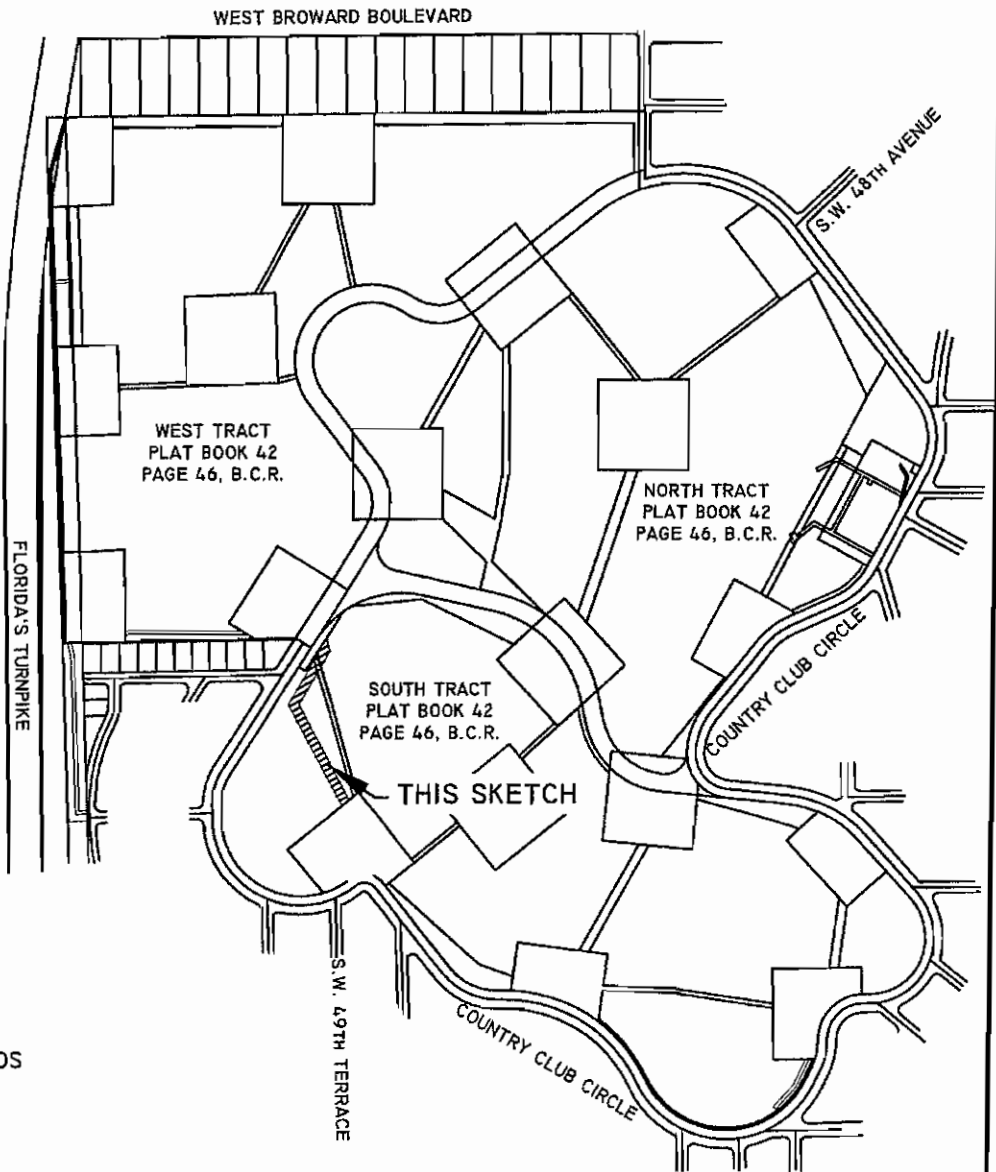 WEST BROWARD BOULEVARD
S.W. 48TH AVENUE
WEST TRACT
PLAT BOOK 42
PAGE 46, B.C.R.
NORTH TRACT
PLAT BOOK 42
PAGE 46, B.C.R.
FLORIDA'S TURNPIKE
COUNTRY CLUB CIRCLE
SOUTH TRACT
PLAT BOOK 42
PAGE 46, B.C.R.
THIS SKETCH
S.W. 49TH TERRACE
COUNTRY CLUB CIRCLE
DS